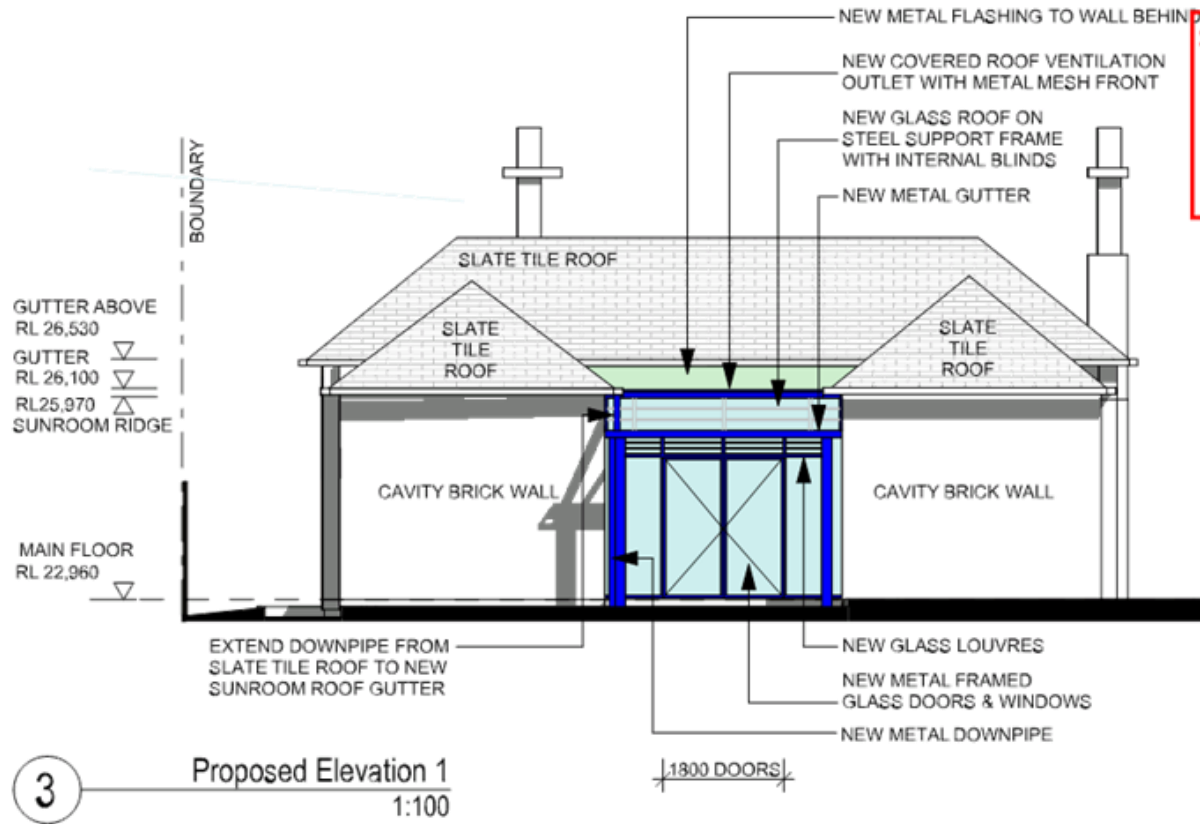 NEW METAL FLASHING TO WALL BEHIND
NEW COVERED ROOF VENTILATION
OUTLET WITH METAL MESH FRONT
NEW GLASS ROOF ON
STEEL SUPPORT FRAME
WITH INTERNAL BLINDS
NEW METAL GUTTER
BOUNDARY
SLATE TILE ROOF
GUTTER ABOVE
RL 26,530
GUTTER
RL 26,100
RL25,970
SUNROOM RIDGE
SLATE
TILE
ROOF
SLATE
TILE
ROOF
CAVITY BRICK WALL
CAVITY BRICK WALL
MAIN FLOOR
RL 22,960
EXTEND DOWNPIPE FROM
SLATE TILE ROOF TO NEW
SUNROOM ROOF GUTTER
NEW GLASS LOUVRES
NEW METAL FRAMED
GLASS DOORS & WINDOWS
NEW METAL DOWNPIPE
1800 DOORS
3
Proposed Elevation 1
1:100